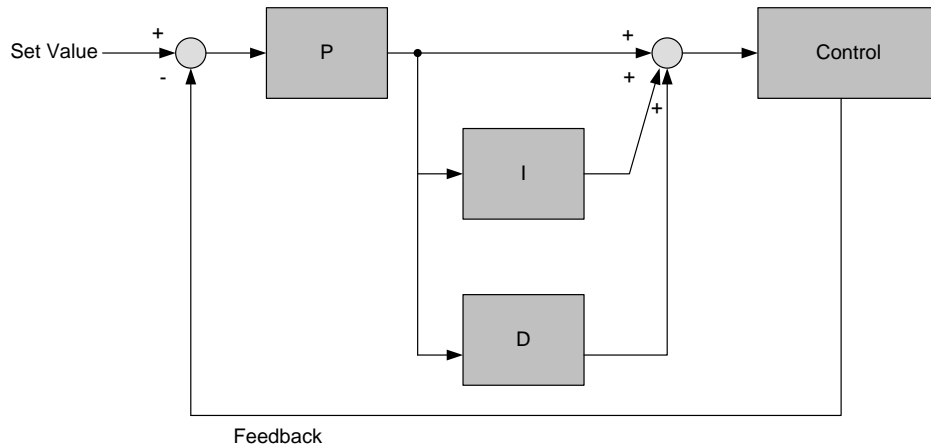 +
Set Value
-
P
+
+
+
Control
I
D
Feedback